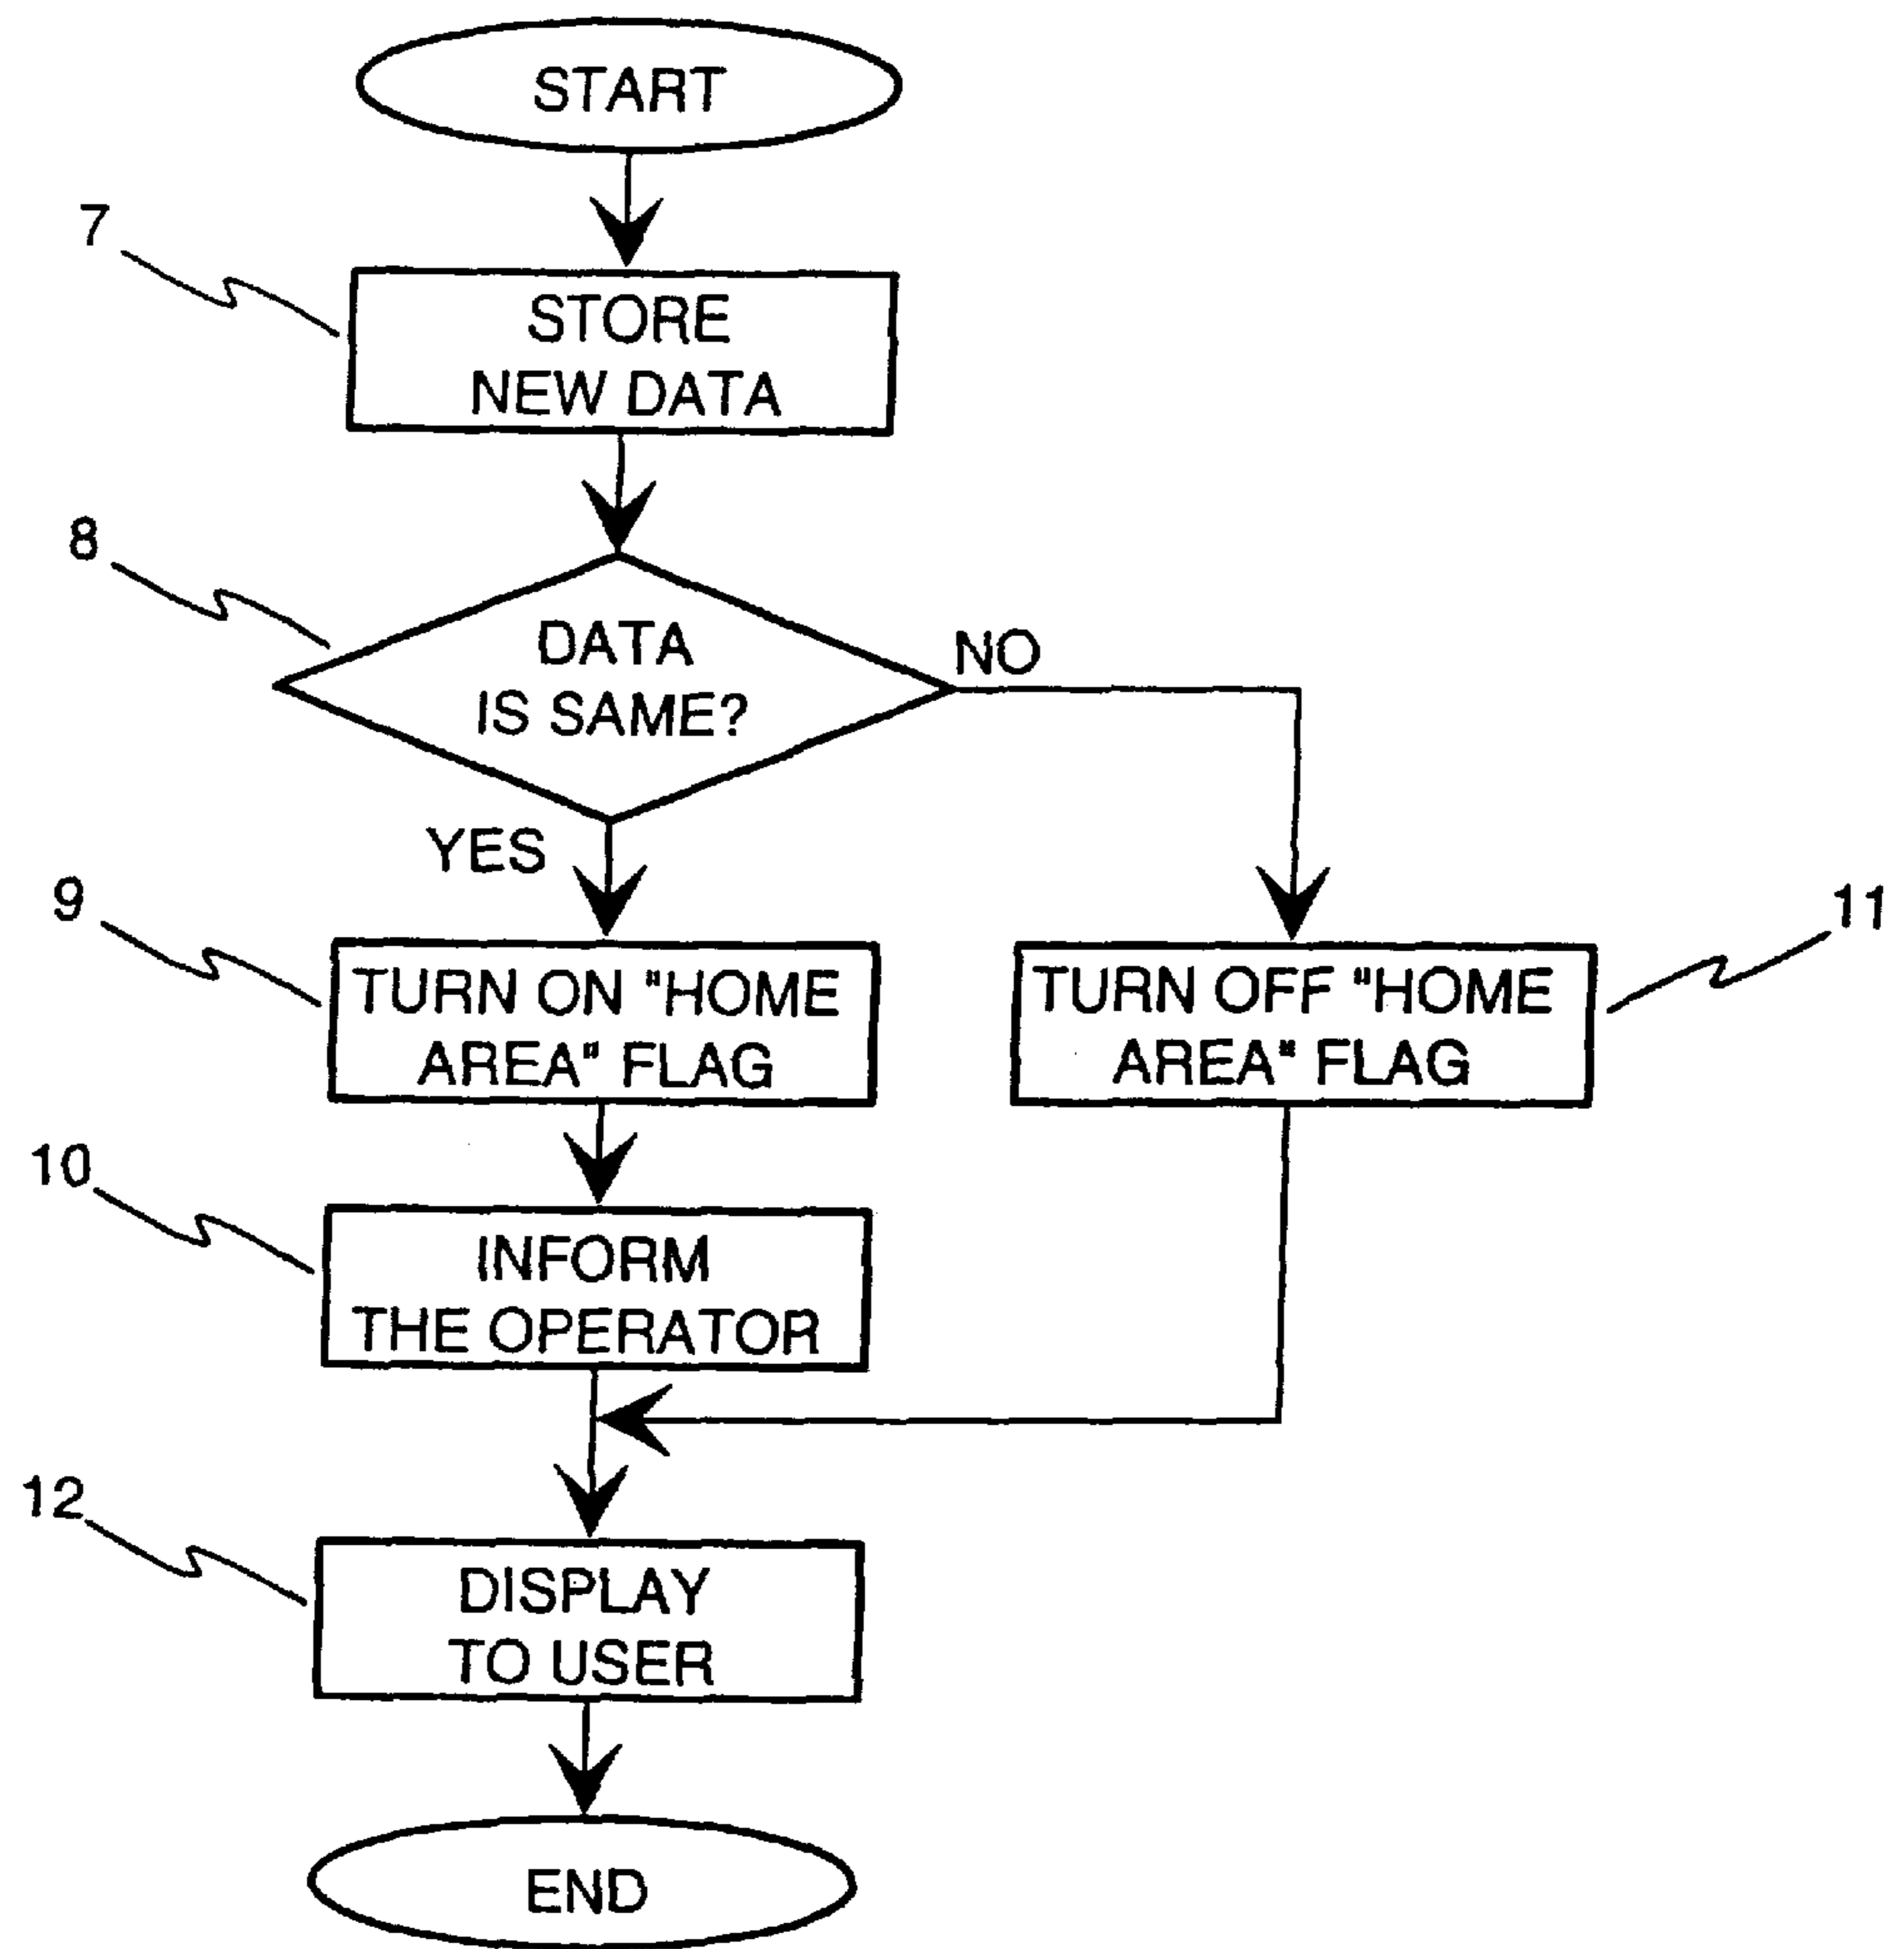 START
7
STORE
NEW DATA
8
DATA
IS SAME?
NO
YES
9
TURN ON "HOME
AREA" FLAG
TURN OFF "HOME
AREA" FLAG
11
10
INFORM
THE OPERATOR
12
DISPLAY
TO USER
END